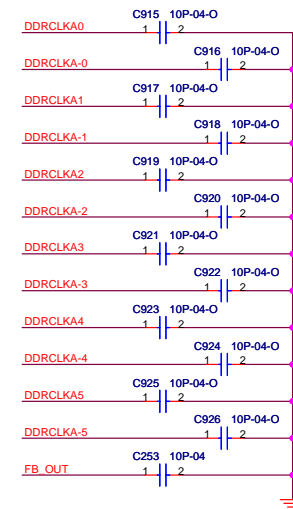 C915 10P-04-O
DDRCLKA0 1 2
C916 10P-04-O
DDRCLKA-0 1 2
C917 10P-04-O
DDRCLKA1 1 2
C918 10P-04-O
DDRCLKA-1 1 2
C919 10P-04-O
DDRCLKA2 1 2
C920 10P-04-O
DDRCLKA-2 1 2
C921 10P-04-O
DDRCLKA3 1 2
C922 10P-04-O
DDRCLKA-3 1 2
C923 10P-04-O
DDRCLKA4 1 2
C924 10P-04-O
DDRCLKA-4 1 2
C925 10P-04-O
DDRCLKA5 1 2
C926 10P-04-O
DDRCLKA-5 1 2
C253 10P-04
FB_OUT 1 2